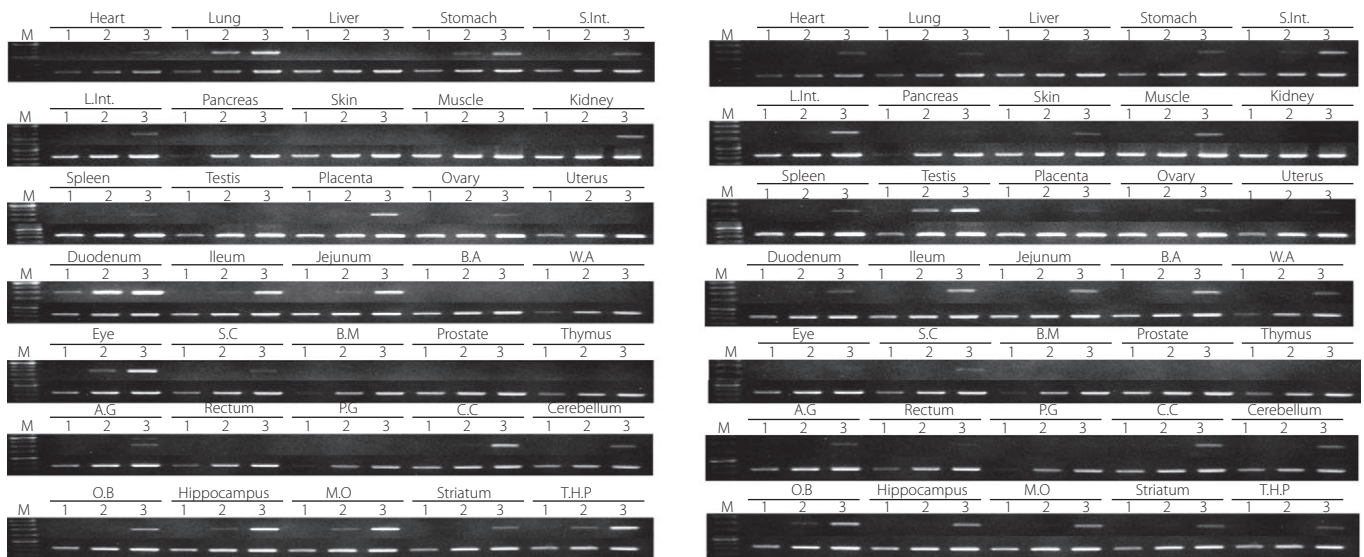 Heart Lung Liver Stomach S.Int.
M 1 2 3 1 2 3 1 2 3 1 2 3 1 2 3
L.Int. Pancreas Skin Muscle Kidney
M 1 2 3 1 2 3 1 2 3 1 2 3 1 2 3
Spleen Testis Placenta Ovary Uterus
M 1 2 3 1 2 3 1 2 3 1 2 3 1 2 3
Duodenum Ileum Jejunum B.A W.A
M 1 2 3 1 2 3 1 2 3 1 2 3 1 2 3
Eye S.C B.M Prostate Thymus
M 1 2 3 1 2 3 1 2 3 1 2 3 1 2 3
A.G Rectum P.G C.C Cerebellum
M 1 2 3 1 2 3 1 2 3 1 2 3 1 2 3
O.B Hippocampus M.O Striatum T.H.P
M 1 2 3 1 2 3 1 2 3 1 2 3 1 2 3
Heart Lung Liver Stomach S.Int.
M 1 2 3 1 2 3 1 2 3 1 2 3 1 2 3
L.Int. Pancreas Skin Muscle Kidney
M 1 2 3 1 2 3 1 2 3 1 2 3 1 2 3
Spleen Testis Placenta Ovary Uterus
M 1 2 3 1 2 3 1 2 3 1 2 3 1 2 3
Duodenum Ileum Jejunum B.A W.A
M 1 2 3 1 2 3 1 2 3 1 2 3 1 2 3
Eye S.C B.M Prostate Thymus
M 1 2 3 1 2 3 1 2 3 1 2 3 1 2 3
A.G Rectum P.G C.C Cerebellum
M 1 2 3 1 2 3 1 2 3 1 2 3 1 2 3
O.B Hippocampus M.O Striatum T.H.P
M 1 2 3 1 2 3 1 2 3 1 2 3 1 2 3